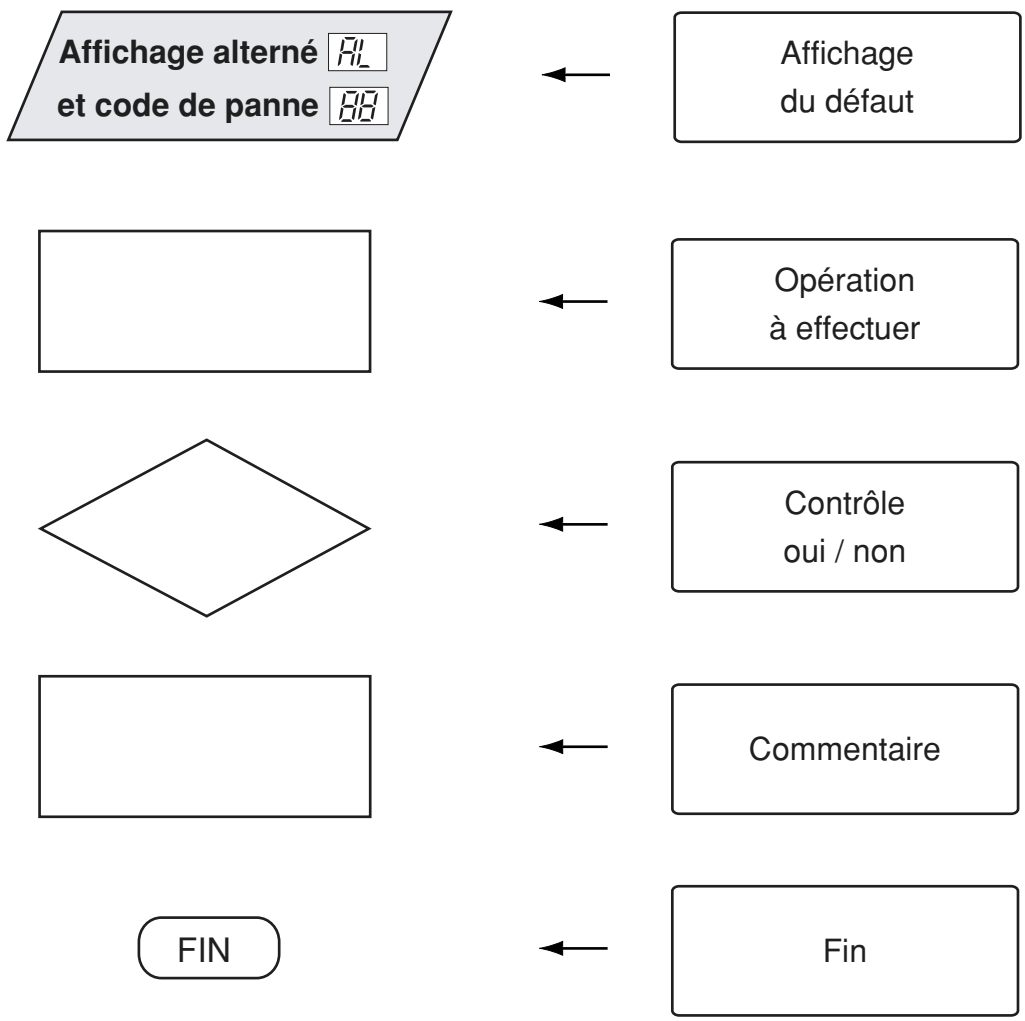 Affichage alterné AL
et code de panne 88
Affichage
du défaut
Opération
à effectuer
Contrôle
oui / non
Commentaire
FIN
Fin